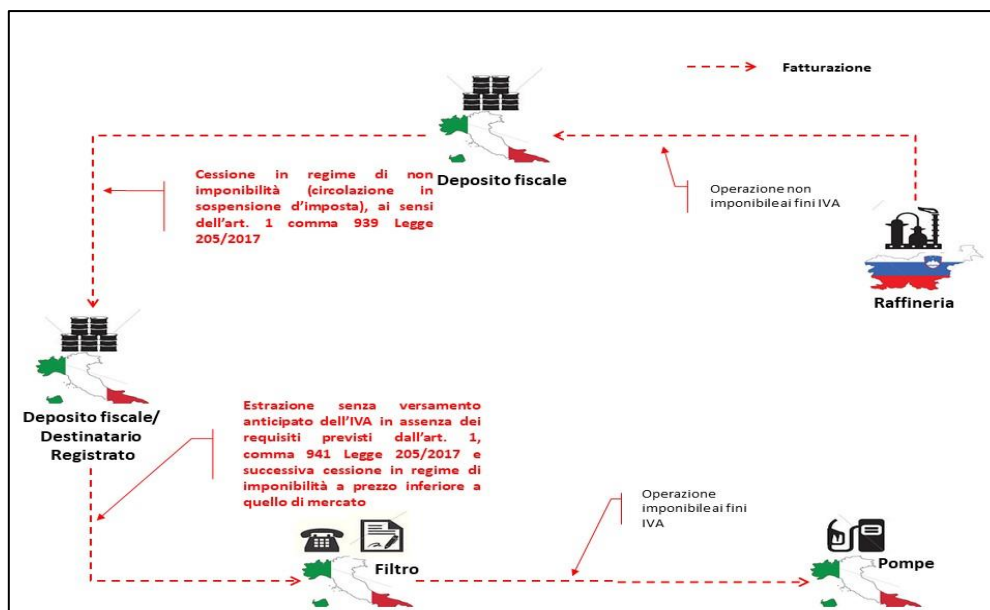 Fatturazione
Deposito fiscale
Cessione in regime di non
imponibilità (circolazione in
sospensione d'imposta), ai sensi
dell'art. 1 comma 939 Legge
205/2017
Operazione non
imponibile ai fini IVA
Raffineria
Deposito fiscale/
Destinatario
Registrato
Estrazione senza versamento
anticipato dell'IVA in assenza dei
requisiti previsti dall'art. 1,
comma 941 Legge 205/2017 e
successiva cessione in regime di
imponibilità a prezzo inferiore a
quello di mercato
Operazione
imponibile ai fini
IVA
Filtro
Pompe